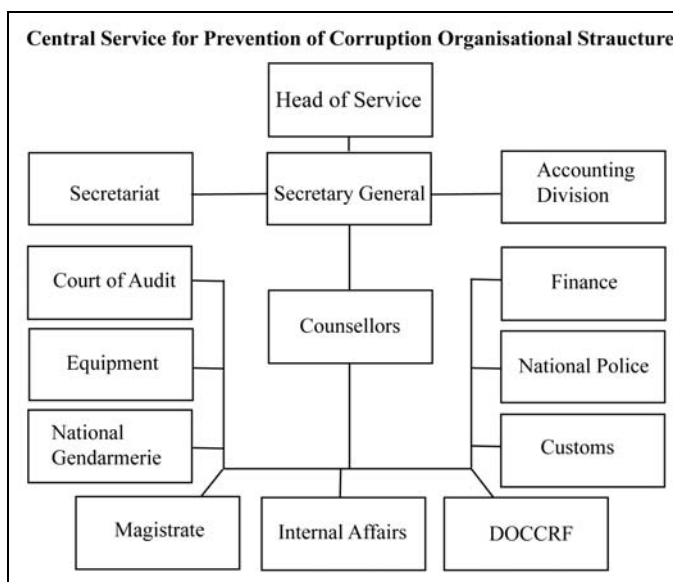 Central Service for Prevention of Corruption Organisational Straucture
Head of Service
Secretariat
Secretary General
Accounting
Division
Court of Audit
Counsellors
Finance
Equipment
National Police
National
Gendarmerie
Customs
Magistrate
Internal Affairs
DOCCRF